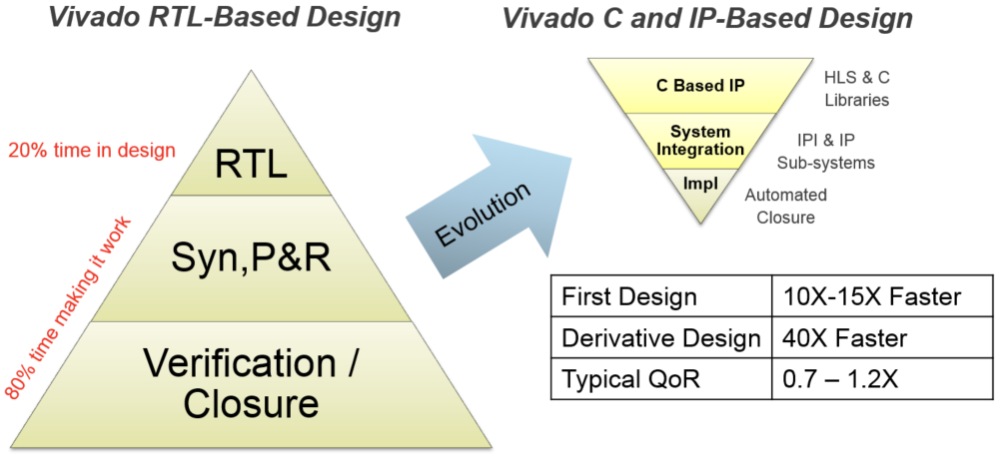 Vivado RTL-Based Design
20% time in design
RTL
80% time making it work
Syn,P&R
Verification /
Closure
Evolution
Vivado C and IP-Based Design
C Based IP
HLS & C
Libraries
System
Integration
IPI & IP
Sub-systems
Impl
Automated
Closure
First Design 10X-15X Faster
Derivative Design 40X Faster
Typical QoR 0.7 – 1.2X